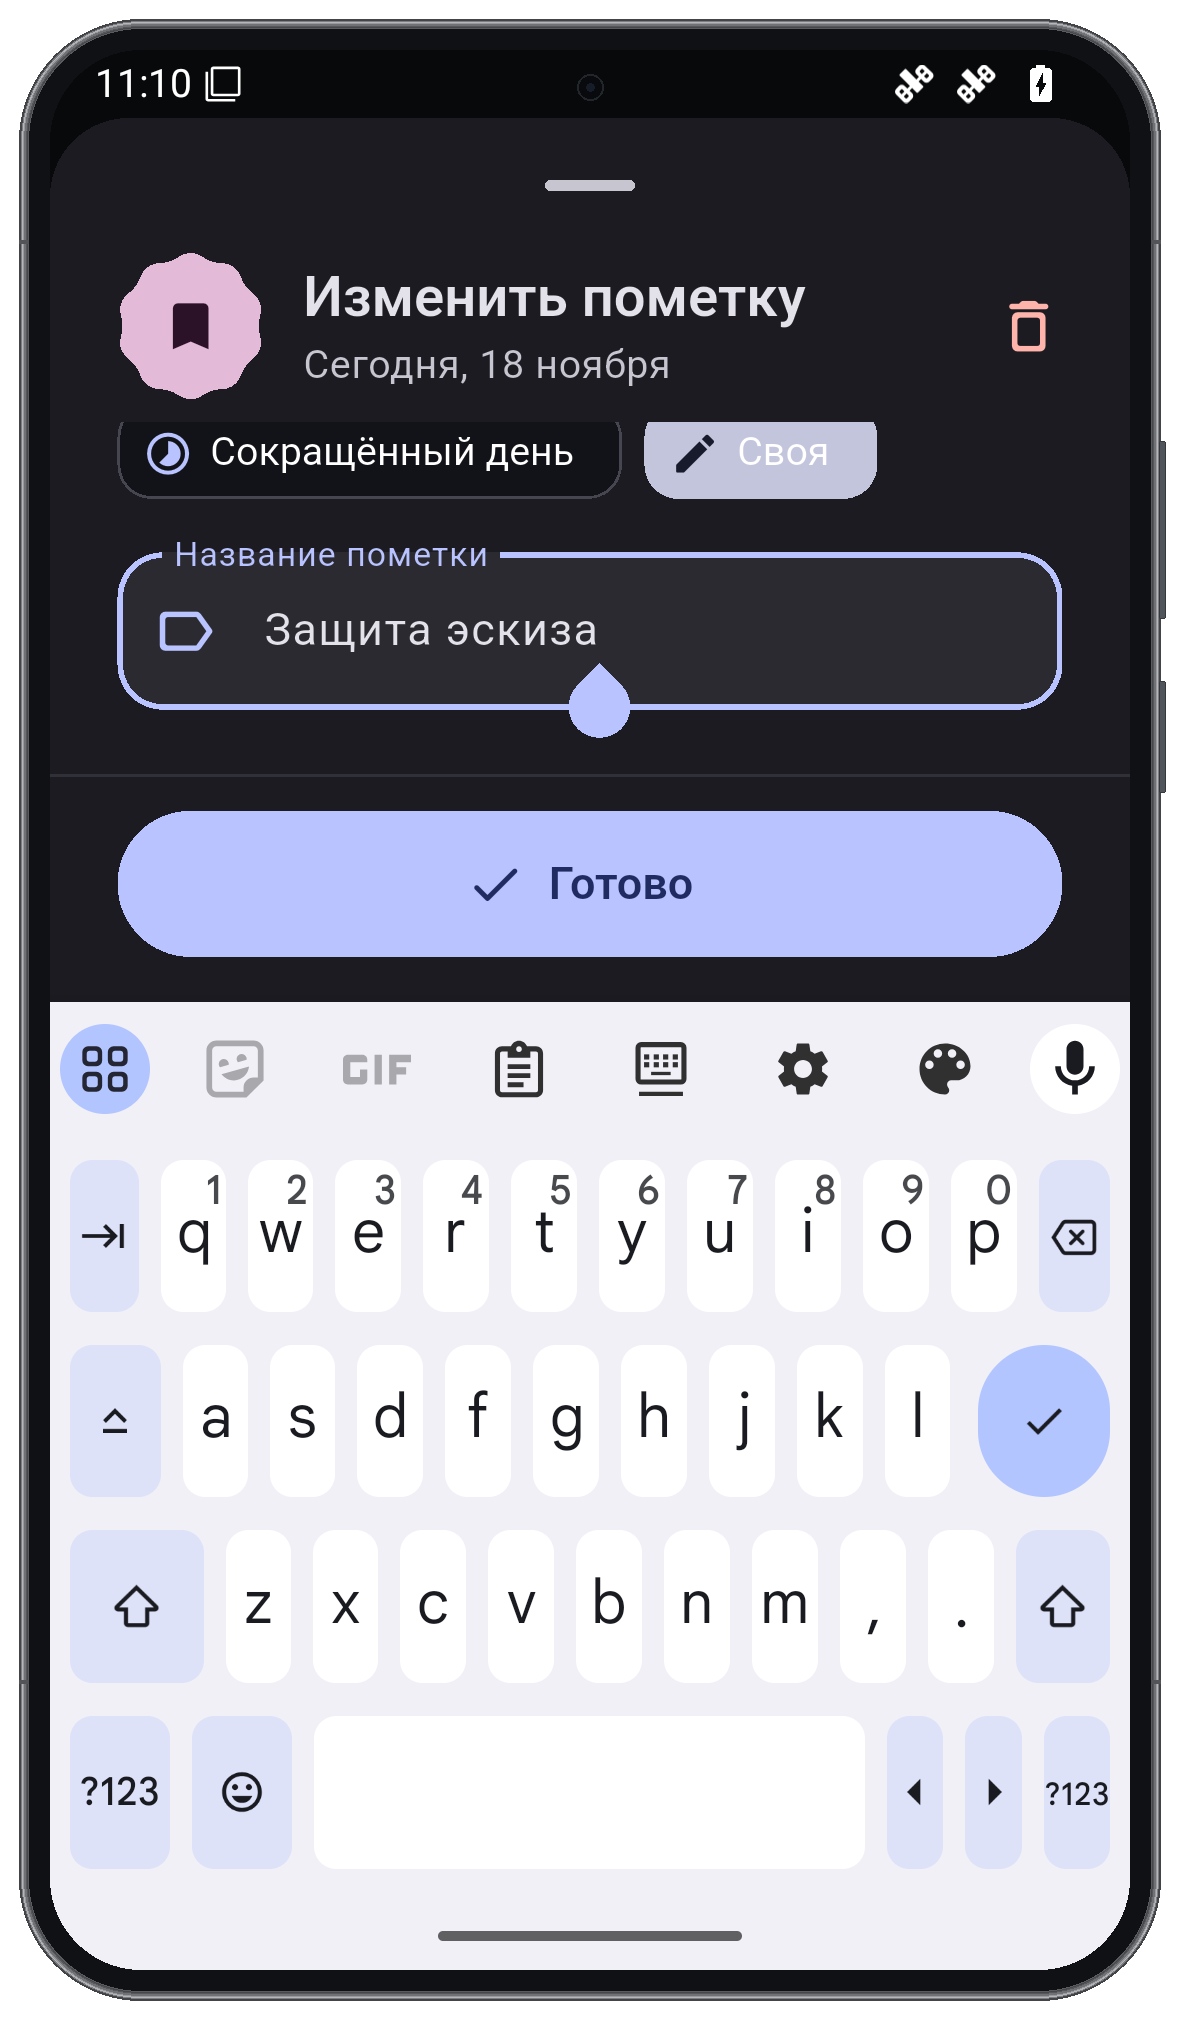 11:10
Изменить пометку
Сегодня, 18 ноября
Сокращённый день
Своя
Название пометки
Защита эскиза
Готово
GIF
1 2 3 4 5 6 7 8 9 0
q w e r t y u i o p
a s d f g h j k l
z x c v b n m , .
?123 ?123